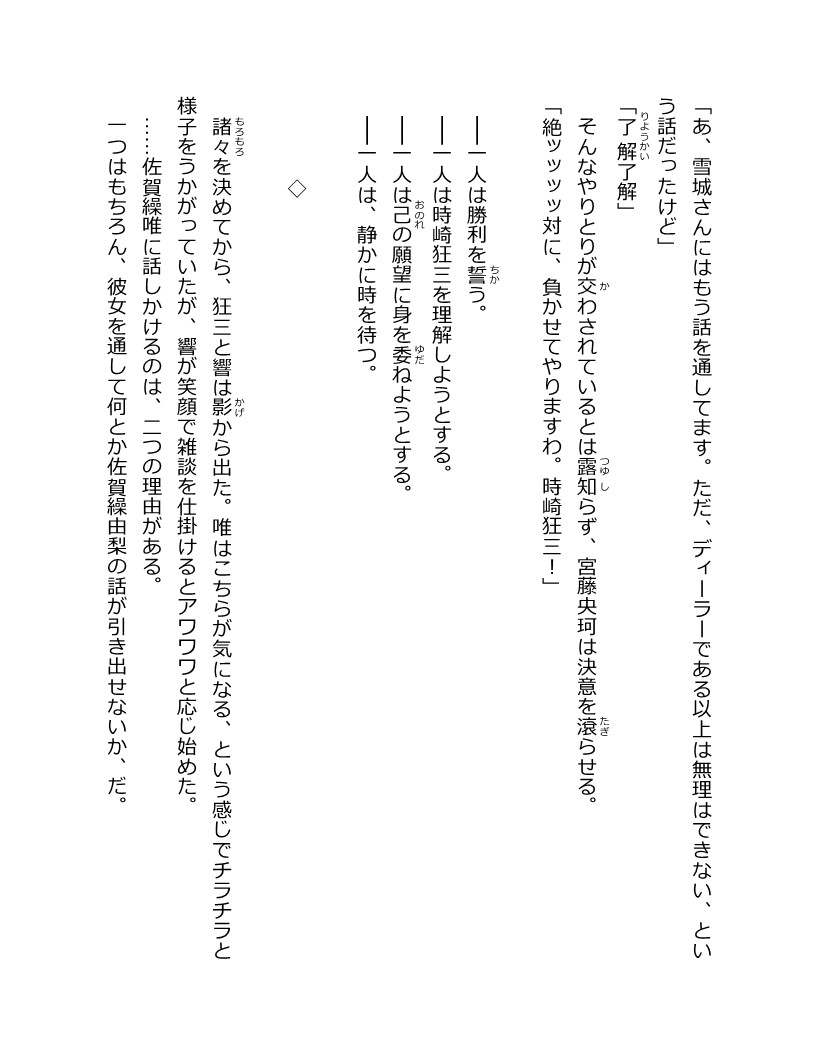 「あ、雪城さんにはもう話を通してます。ただ、ディーラーである以上は無理はできない、とい
う話だったけど」
「了解了解」
そんなやりとりが交わされているとは露知らず、宮藤央珂は決意を滾らせる。
「絶ッッッッ対に、負かせてやりますわ。時崎狂三！」
――一人は勝利を誓う。
――一人は時崎狂三を理解しようとする。
――一人は己の願望に身を委ねようとする。
――一人は、静かに時を待つ。
◇
諸々を決めてから、狂三と響は影から出た。唯はこちらが気になる、という感じでチラチラと
様子をうかがっていたが、響が笑顔で雑談を仕掛けるとアワワワと応じ始めた。
……佐賀繰唯に話しかけるのは、二つの理由がある。
一つはもちろん、彼女を通して何とか佐賀繰由梨の話が引き出せないか、だ。